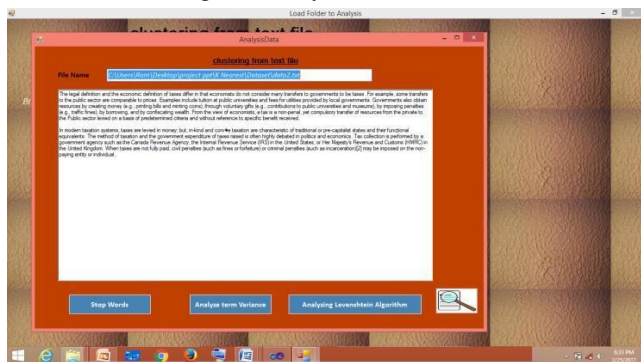 Load Folder to Analysis
clustering from text file
AnalysisData
clustering from text file
File Name C:\Users\Ram\Desktop\project ppt\K Nearest\Dataset\data2.txt
The legal definition and the economic definition of taxes differ in that economists do not consider many transfers to governments to be taxes. For example, some transfers
to the public sector are comparable to prices. Examples include tuition at public universities and fees for utilities provided by local governments. Governments also obtain
resources by creating money (e.g., printing bills and minting coins), through voluntary gifts (e.g., contributions to public universities and museums), by imposing penalties
(e.g., traffic fines), by borrowing, and by confiscating wealth. From the view of economists, a tax is a non-penal, yet compulsory transfer of resources from the private to
the Public sector levied on a basis of predetermined criteria and without reference to specific benefit received.
In modern taxation systems, taxes are levied in money; but, in-kind and taxation are characteristic of traditional or pre-capitalist states and their functional
equivalents. The method of taxation and the government expenditure of taxes raised is often highly debated in politics and economics. Tax collection is performed by a
government agency such as the Canada Revenue Agency, the Internal Revenue Service (IRS) in the United States, or Her Majesty's Revenue and Customs (HMRC) in
the United Kingdom. When taxes are not fully paid, civil penalties (such as fines or forfeiture) or criminal penalties (such as incarceration)[2] may be imposed on the non-
paying entity or individual.
Stop Words
Analyze term Variance
Analyzing Levenshtein Algorithm
6:33 PM